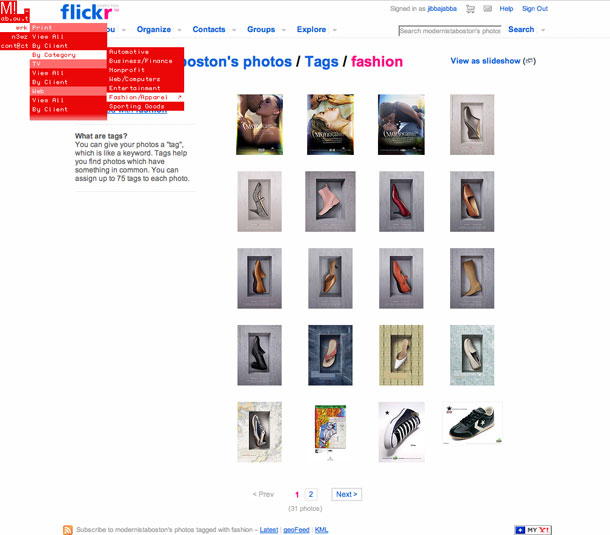 M!
ab.ou.t
wrk
n3wz
cont@ct
Print
View All
By Client
By Category
TV
View All
By Client
Web
View All
By Client
Automotive
Business/Finance
Nonprofit
Web/Computers
Entertainment
Fashion/Apparel
Sporting Goods
flickr
Signed in as jibbajabba Help Sign Out
ou Organize Contacts Groups Explore
Search modernistaboston's photos Search
boston's photos / Tags / fashion
View as slideshow
What are tags?
You can give your photos a "tag",
which is like a keyword. Tags help
you find photos which have
something in common. You can
assign up to 75 tags to each photo.
< Prev 1 2 Next >
(31 photos)
Subscribe to modernistaboston's photos tagged with fashion – Latest | geoFeed | KML
+ MY Y!